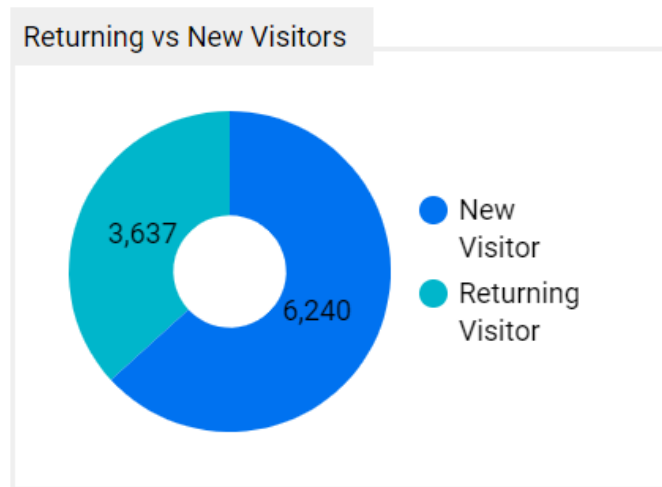 Returning vs New Visitors
3,637
6,240
New
Visitor
Returning
Visitor